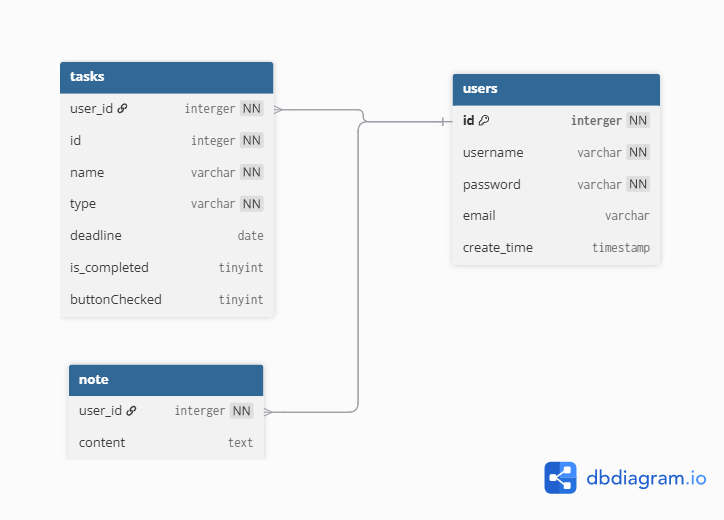 tasks
user_id interger NN
id integer NN
name varchar NN
type varchar NN
deadline date
is_completed tinyint
buttonChecked tinyint
users
id interger NN
username varchar NN
password varchar NN
email varchar
create_time timestamp
note
user_id interger NN
content text
dbdiagram.io